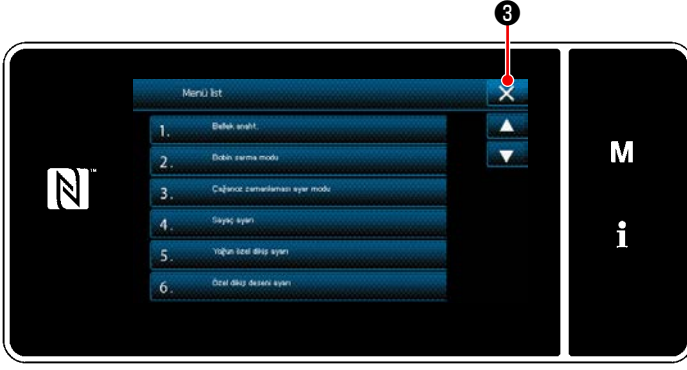 ❸
Menü list
1. Bellek anaht.
2. Bobin sarma modu
3. Çağanoz zamanlaması ayar modu
4. Sayaç ayarı
5. Yoğun özel dikiş ayarı
6. Özel dikiş deseni ayarı
M
i